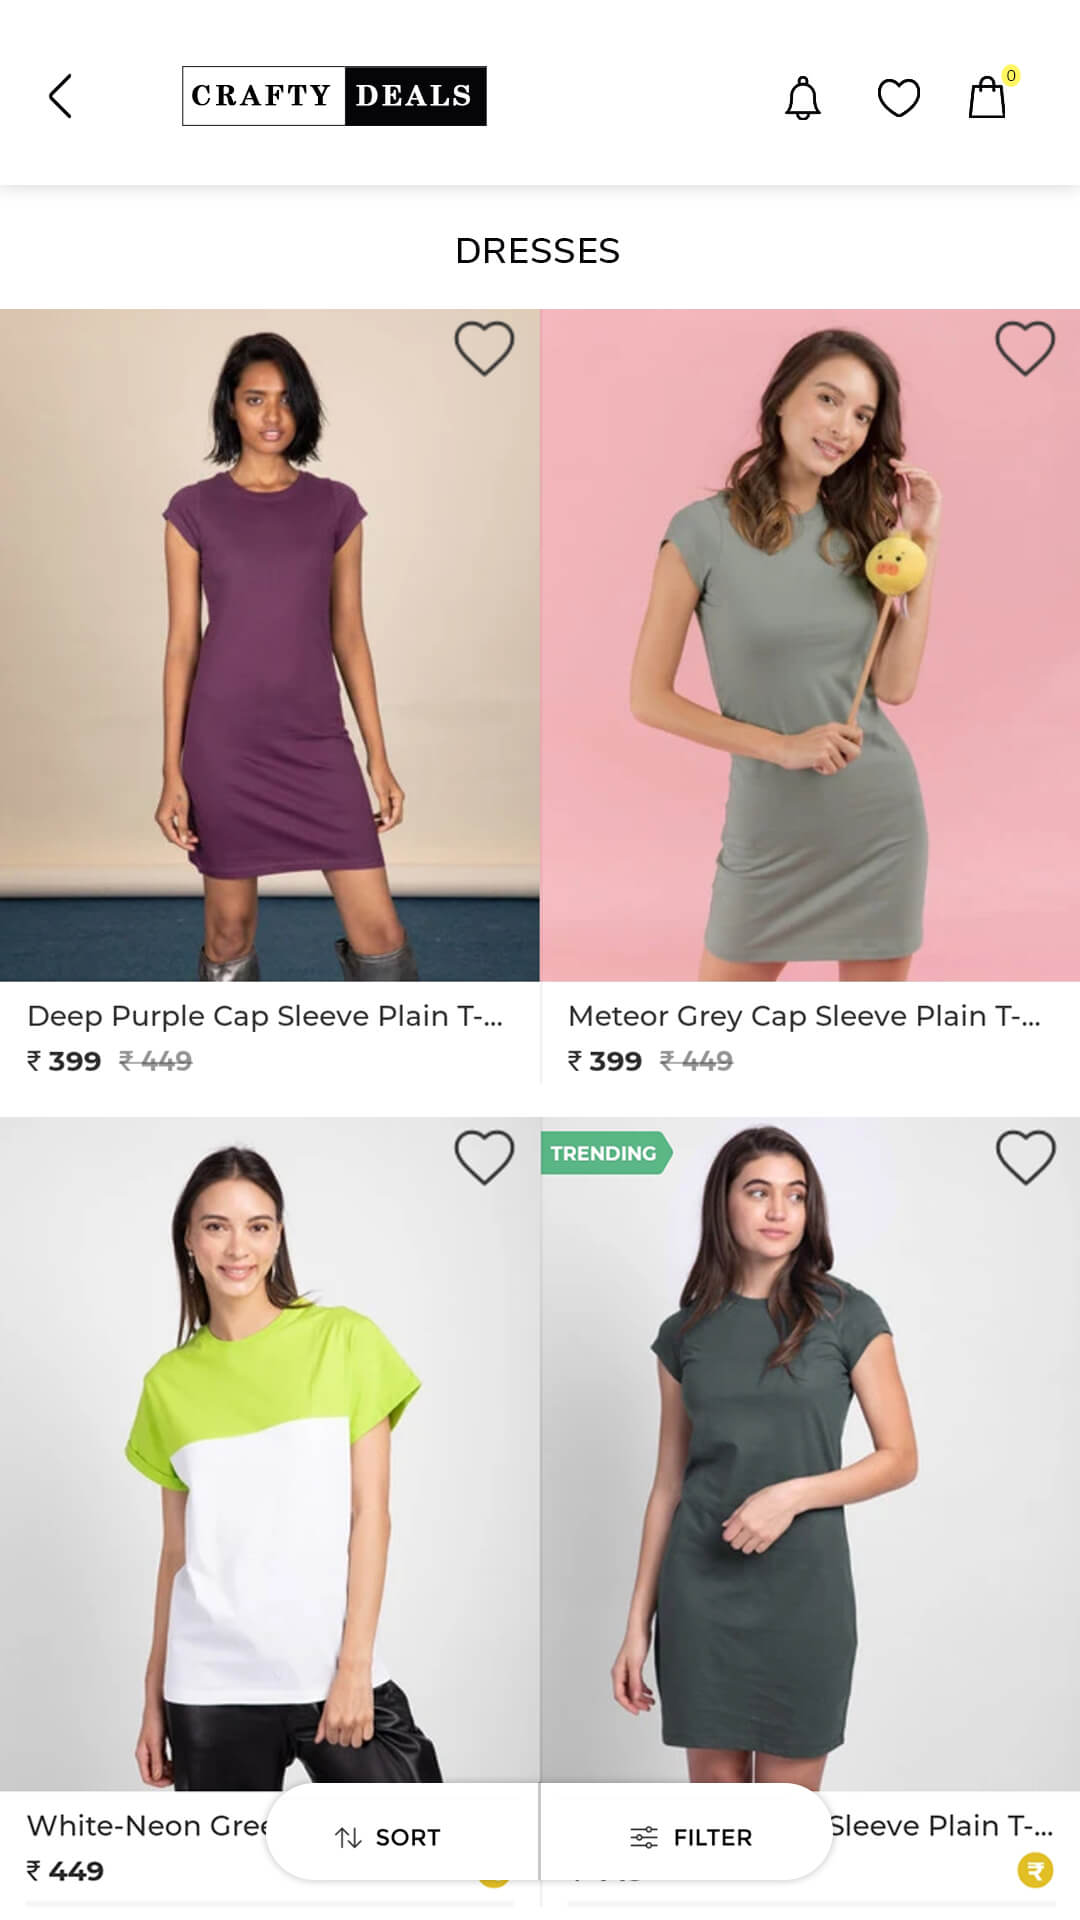 CRAFTY DEALS
0
DRESSES
Deep Purple Cap Sleeve Plain T-...
₹ 399 ₹ 449
Meteor Grey Cap Sleeve Plain T-...
₹ 399 ₹ 449
TRENDING
White-Neon Gree
₹ 449
Sleeve Plain T-...
₹
SORT
FILTER